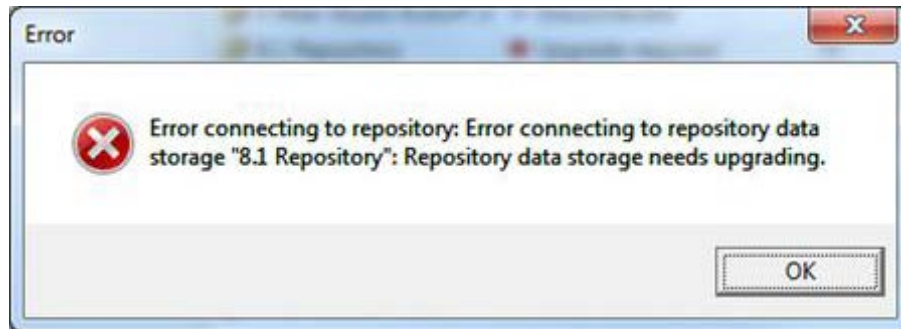 Error
Error connecting to repository: Error connecting to repository data
storage "8.1 Repository": Repository data storage needs upgrading.
OK